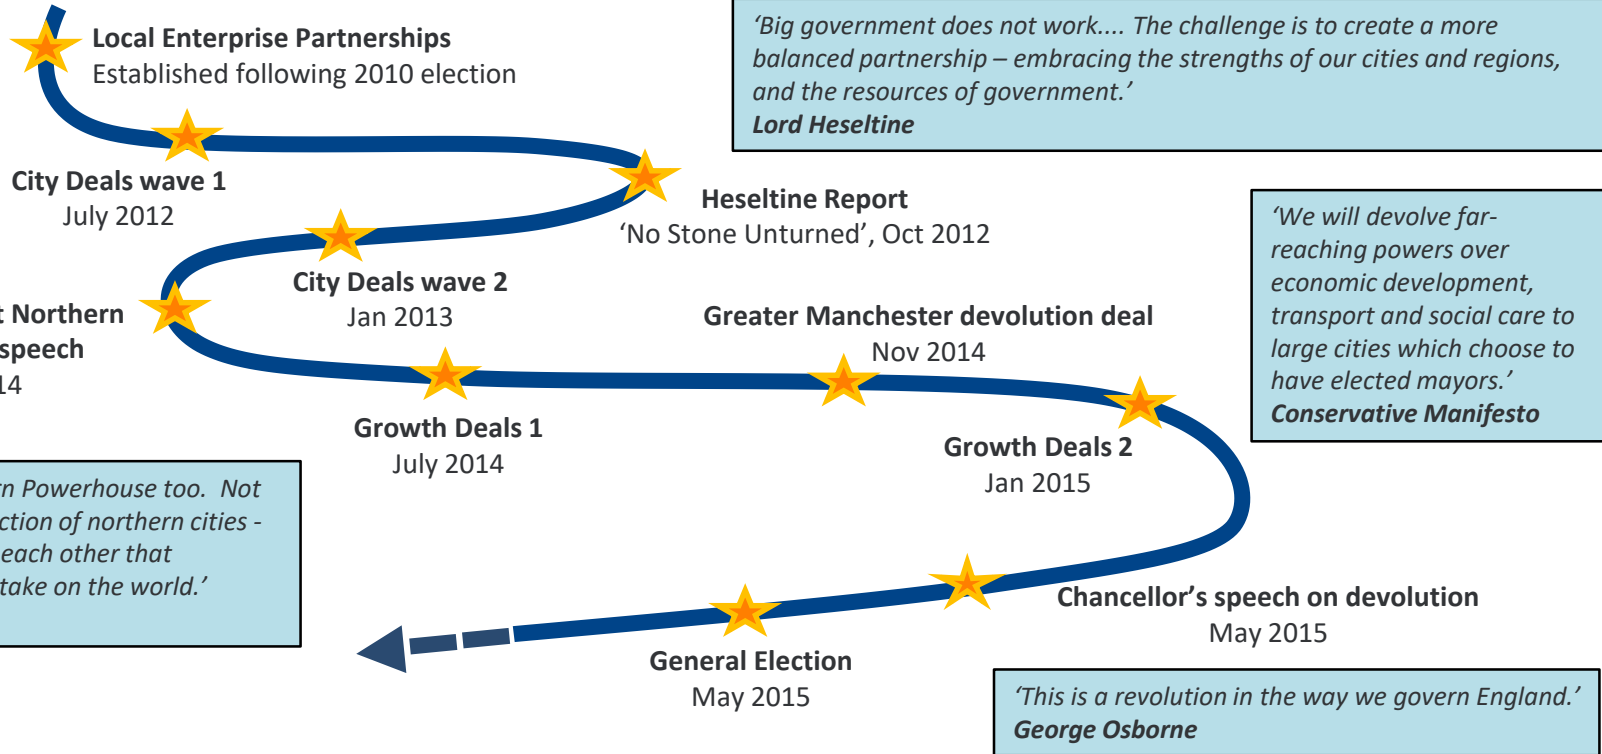 Local Enterprise Partnerships
Established following 2010 election
‘Big government does not work.... The challenge is to create a more
balanced partnership – embracing the strengths of our cities and regions,
and the resources of government.’
Lord Heseltine
City Deals wave 1
July 2012
Heseltine Report
‘No Stone Unturned’, Oct 2012
‘We will devolve far-
reaching powers over
economic development,
transport and social care to
large cities which choose to
have elected mayors.’
Conservative Manifesto
City Deals wave 2
Jan 2013
Northern
speech
Greater Manchester devolution deal
Nov 2014
Growth Deals 1
July 2014
Growth Deals 2
Jan 2015
Powerhouse too. Not
of northern cities -
each other that
take on the world.’
Chancellor’s speech on devolution
May 2015
General Election
May 2015
‘This is a revolution in the way we govern England.’
George Osborne